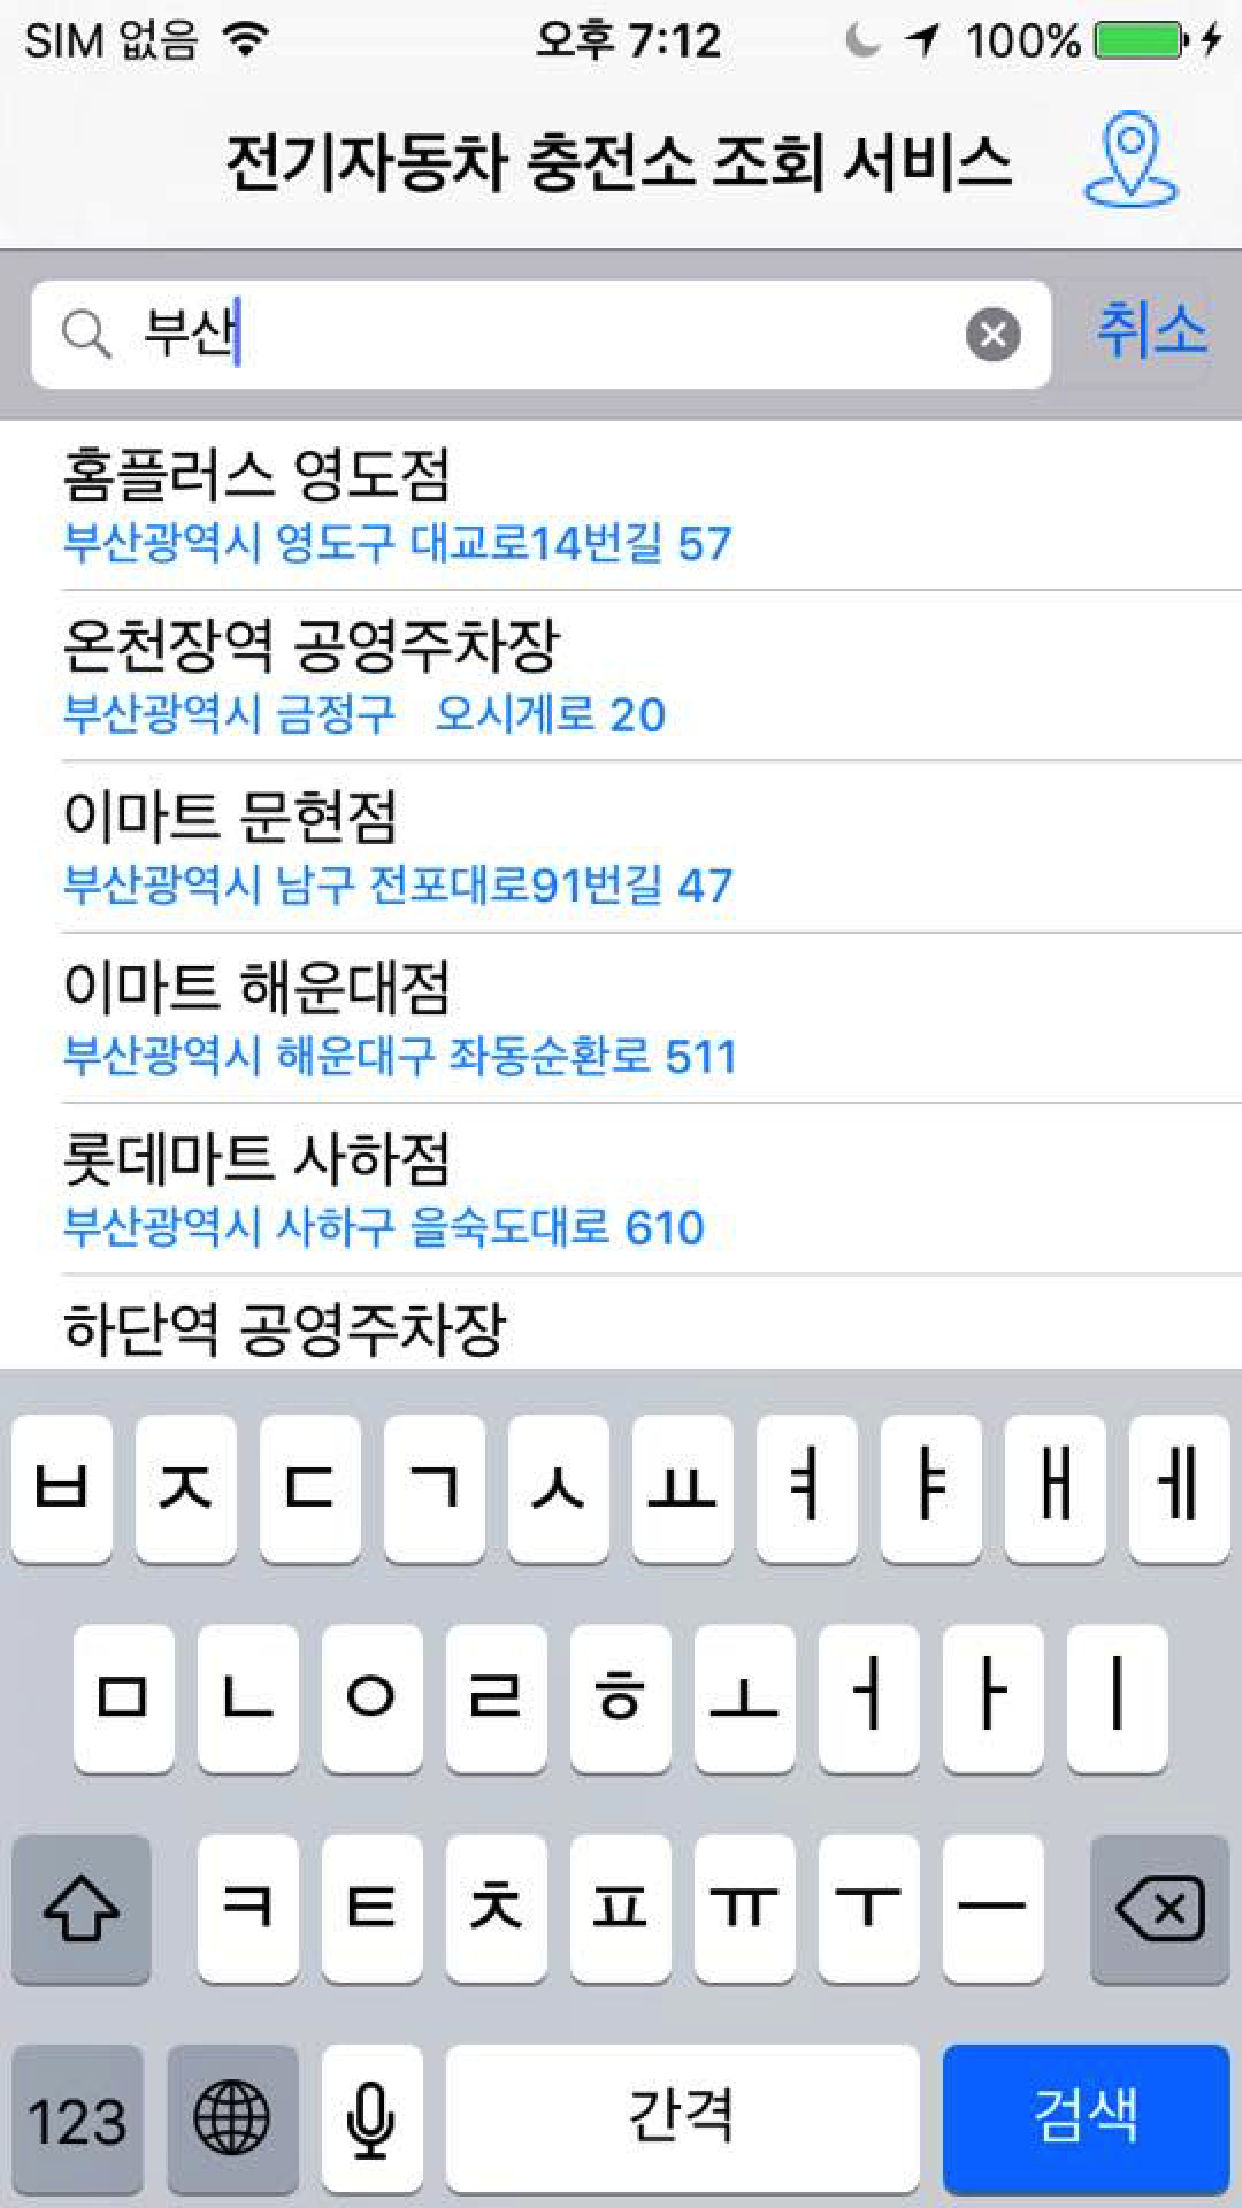 SIM 없음 오후 7:12 100%
전기자동차 충전소 조회 서비스
부산 취소
홈플러스 영도점
부산광역시 영도구 대교로14번길 57
온천장역 공영주차장
부산광역시 금정구 오시게로 20
이마트 문현점
부산광역시 남구 전포대로91번길 47
이마트 해운대점
부산광역시 해운대구 좌동순환로 511
롯데마트 사하점
부산광역시 사하구 을숙도대로 610
하단역 공영주차장
ㅂ ㅈ ㄷ ㄱ ㅅ ㅛ ㅕ ㅑ ㅐ ㅔ
ㅁ ㄴ ㅇ ㄹ ㅎ ㅗ ㅓ ㅏ ㅣ
ㅋ ㅌ ㅊ ㅍ ㅠ ㅜ ㅡ
123 간격 검색